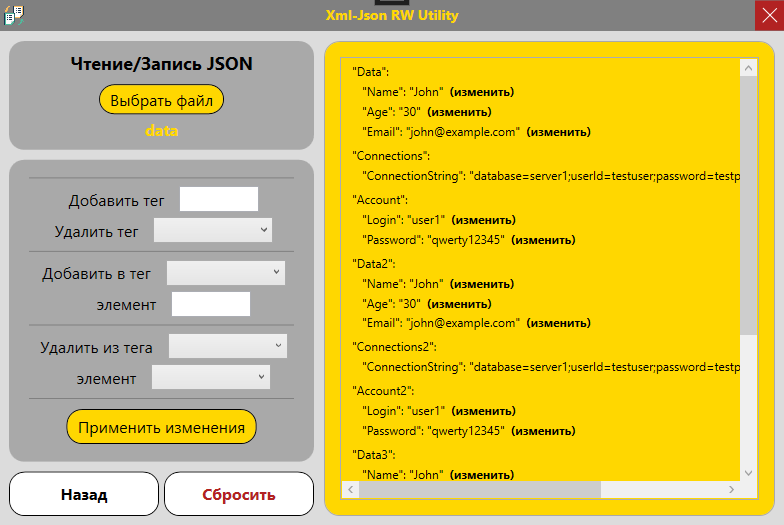 Xml-Json RW Utility
Чтение/Запись JSON
Выбрать файл
data
Добавить тег
Удалить тег
Добавить в тег
элемент
Удалить из тега
элемент
Применить изменения
Назад
Сбросить
"Data":
"Name": "John" (изменить)
"Age": "30" (изменить)
"Email": "john@example.com" (изменить)
"Connections":
"ConnectionString": "database=server1;userId=testuser;password=testp
"Account":
"Login": "user1" (изменить)
"Password": "qwerty12345" (изменить)
"Data2":
"Name": "John" (изменить)
"Age": "30" (изменить)
"Email": "john@example.com" (изменить)
"Connections2":
"ConnectionString": "database=server1;userId=testuser;password=testp
"Account2":
"Login": "user1" (изменить)
"Password": "qwerty12345" (изменить)
"Data3":
"Name": "John" (изменить)